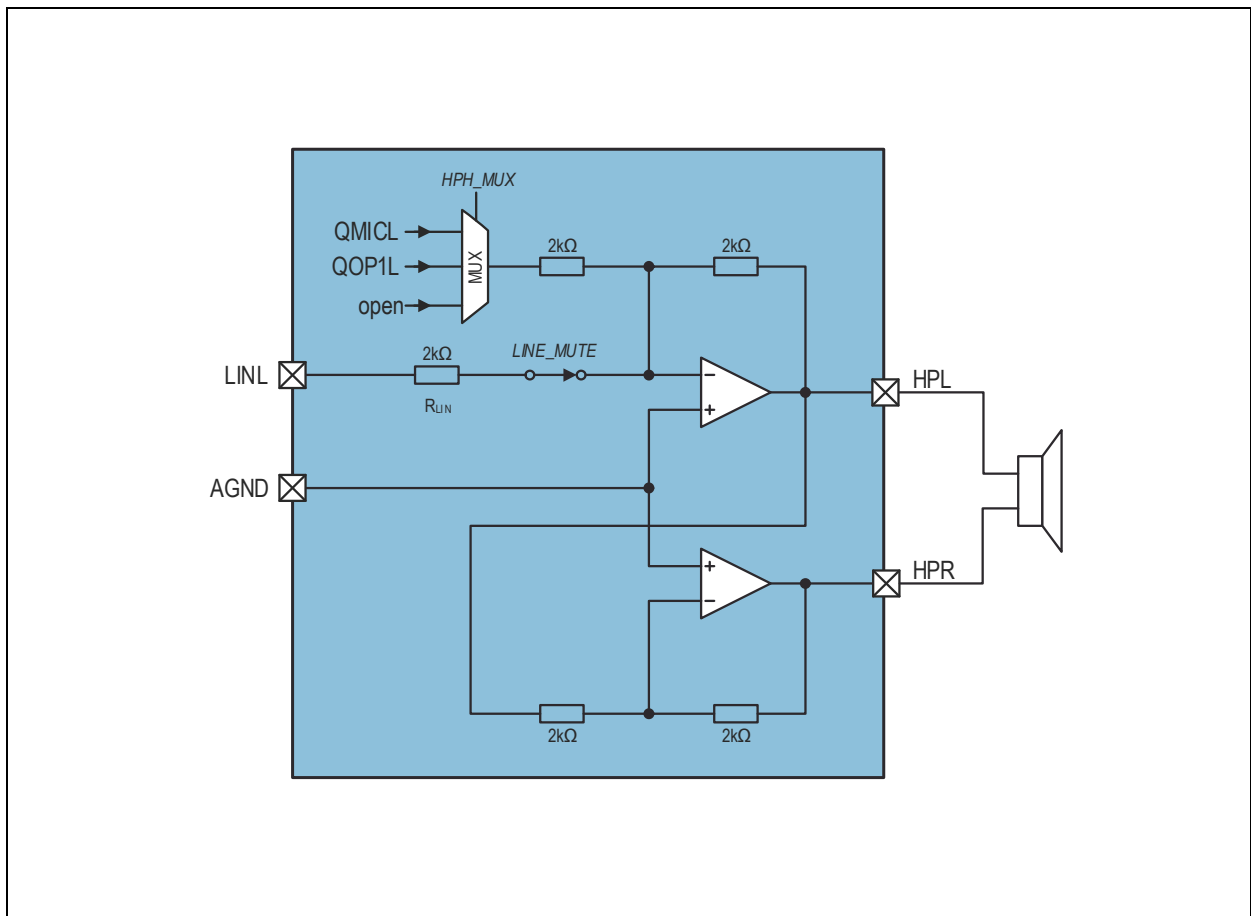 HPH_MUX
QMICL
QOP1L
open
MUX
2kΩ
2kΩ
LINL
2kΩ
RLIN
LINE_MUTE
−
+
HPL
AGND
+
−
HPR
2kΩ
2kΩ